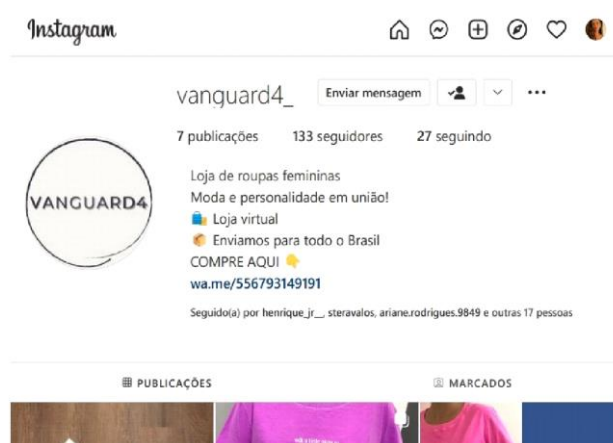 Instagram
vanguard4_ Enviar mensagem
7 publicações 133 seguidores 27 seguindo
VANGUARD4
Loja de roupas femininas
Moda e personalidade em união!
Loja virtual
Enviamos para todo o Brasil
COMPRE AQUI
wa.me/556793149191
Seguido(a) por henrique_jr__, steravalos, ariane.rodrigues.9849 e outras 17 pessoas
PUBLICAÇÕES MARCADOS